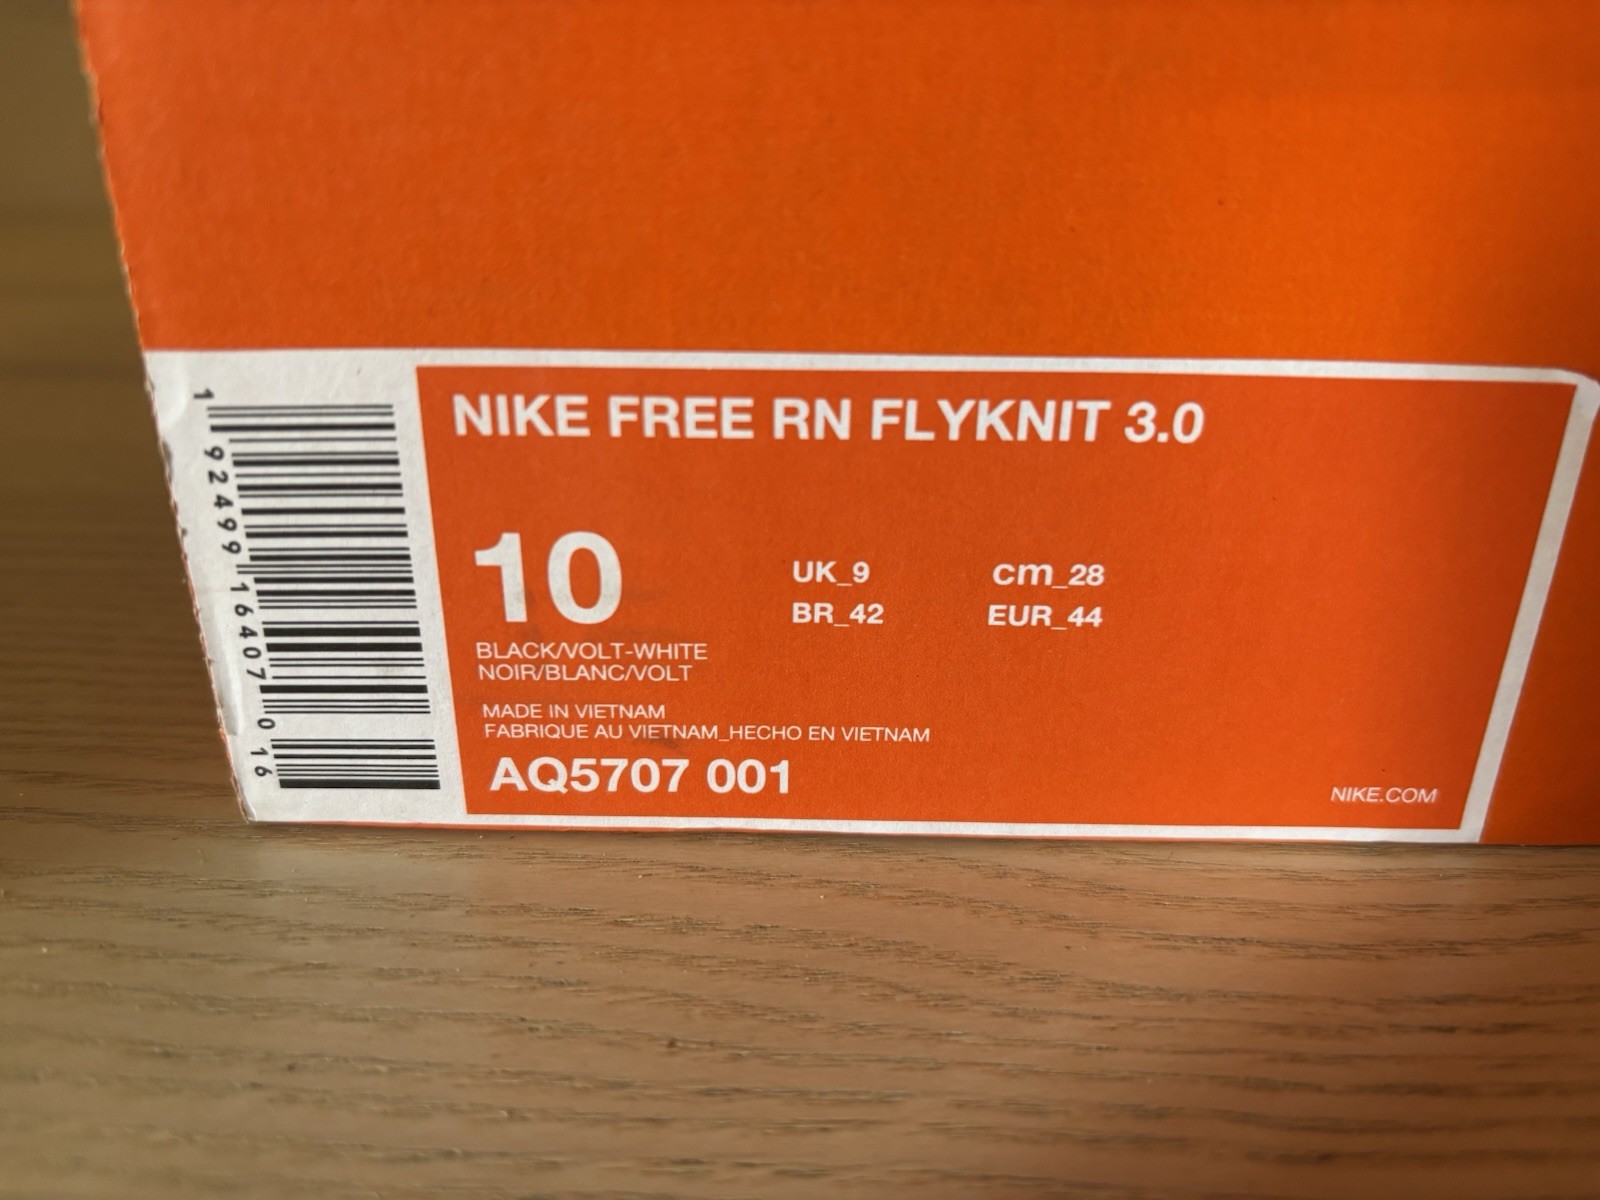 NIKE FREE RN FLYKNIT 3.0
10
UK_9
cm_28
BR_42
EUR_44
BLACK/VOLT-WHITE
NOIR/BLANC/VOLT
MADE IN VIETNAM
FABRIQUE AU VIETNAM_HECHO EN VIETNAM
AQ5707 001
NIKE.COM
1 92499 16407 0 16